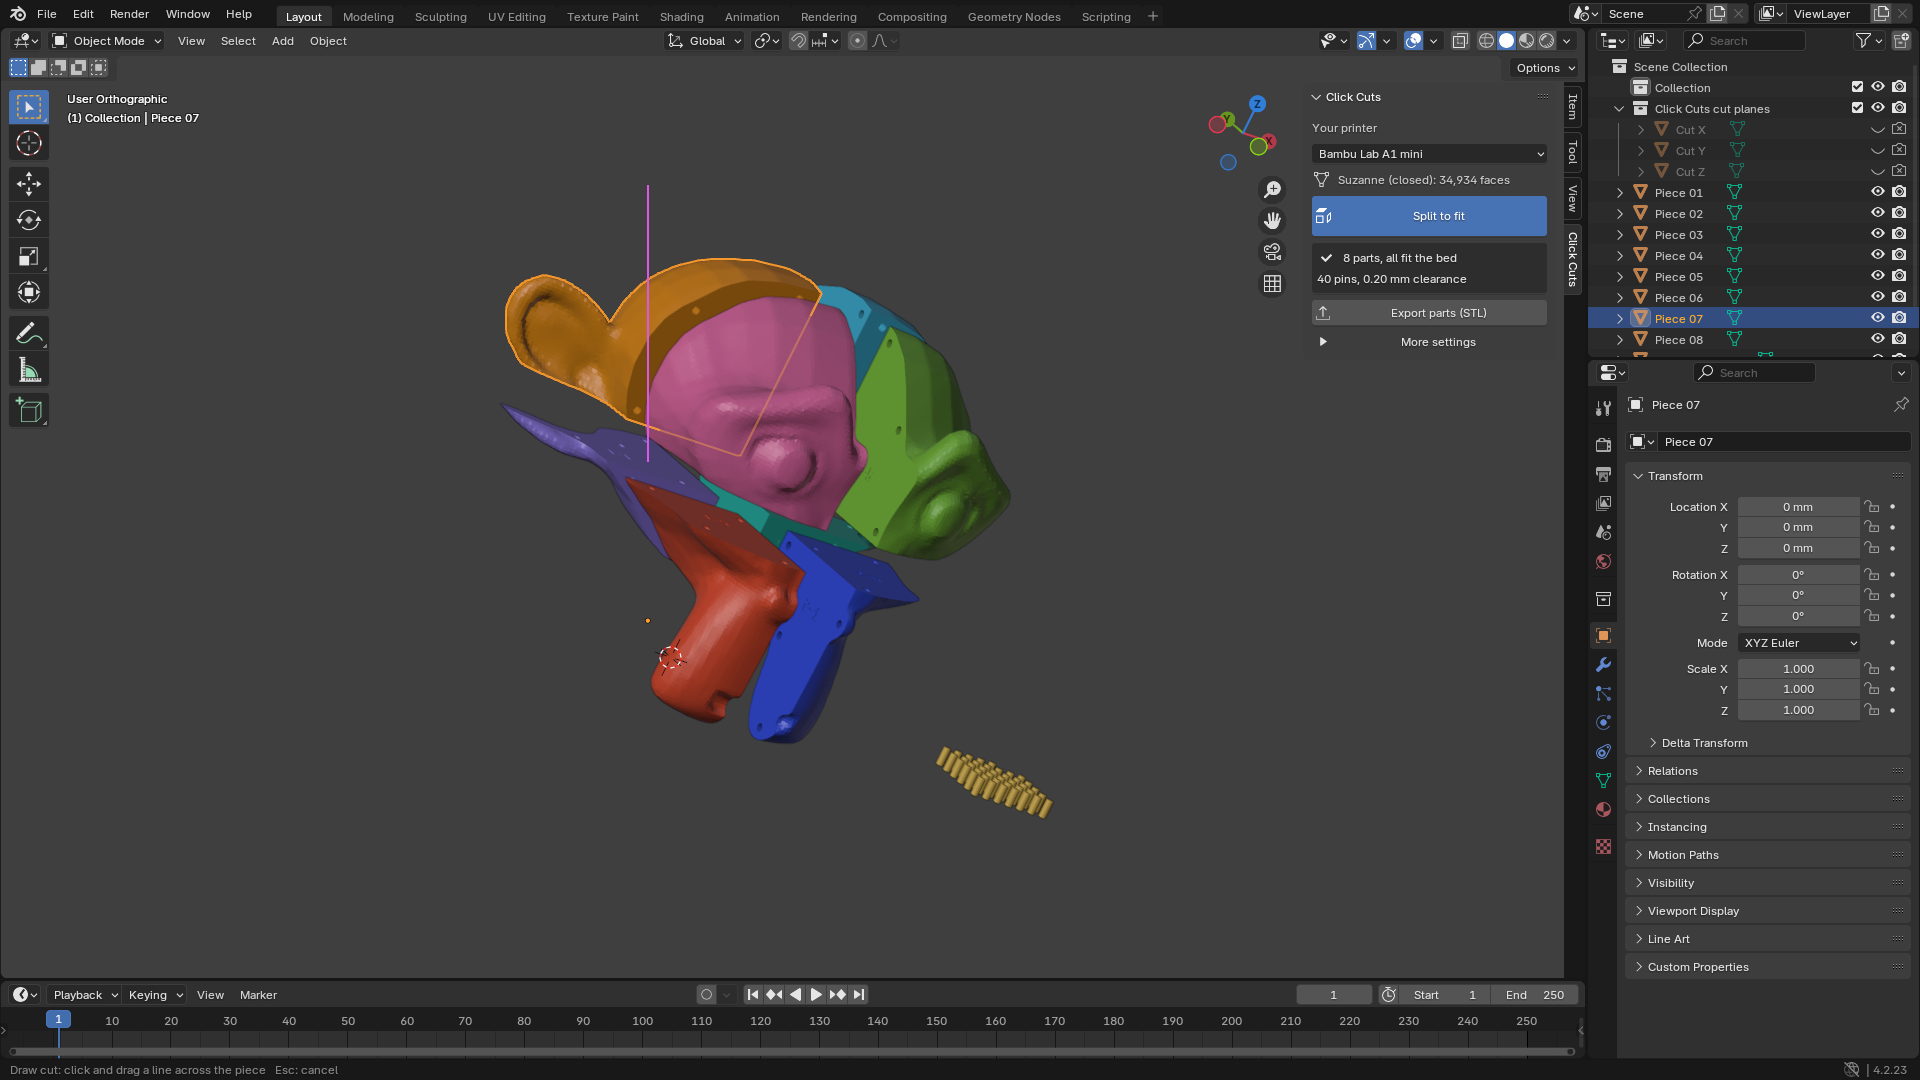 File Edit Render Window Help
Layout Modeling Sculpting UV Editing Texture Paint Shading Animation Rendering Compositing Geometry Nodes Scripting
Scene
ViewLayer
Object Mode View Select Add Object
Global
Options
Search
User Orthographic
(1) Collection | Piece 07
Z
Y
X
Click Cuts
Your printer
Bambu Lab A1 mini
Suzanne (closed): 34,934 faces
Split to fit
8 parts, all fit the bed
40 pins, 0.20 mm clearance
Export parts (STL)
More settings
Item
Tool
View
Click Cuts
Scene Collection
Collection
Click Cuts cut planes
Cut X
Cut Y
Cut Z
Piece 01
Piece 02
Piece 03
Piece 04
Piece 05
Piece 06
Piece 07
Piece 08
Search
Piece 07
Piece 07
Transform
Location X 0 mm
Y 0 mm
Z 0 mm
Rotation X 0°
Y 0°
Z 0°
Mode XYZ Euler
Scale X 1.000
Y 1.000
Z 1.000
Delta Transform
Relations
Collections
Instancing
Motion Paths
Visibility
Viewport Display
Line Art
Custom Properties
Playback Keying View Marker
1
Start 1
End 250
1 10 20 30 40 50 60 70 80 90 100 110 120 130 140 150 160 170 180 190 200 210 220 230 240 250
Draw cut: click and drag a line across the piece Esc: cancel
4.2.23